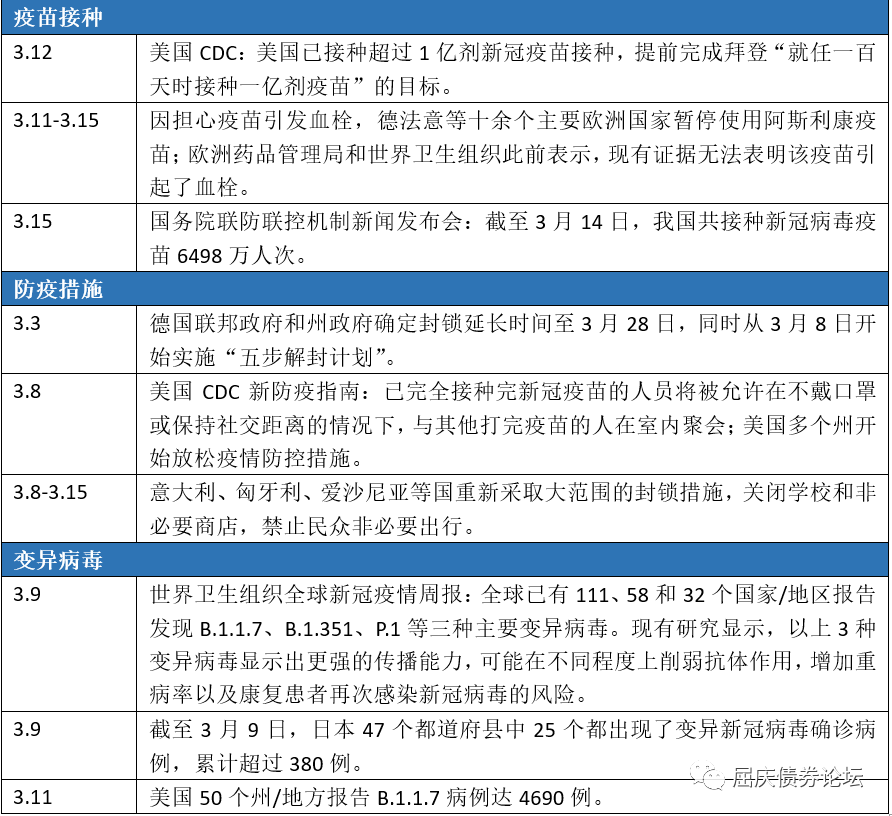 疫苗接种
3.12
美国 CDC：美国已接种超过 1 亿剂新冠疫苗接种，提前完成拜登“就任一百
天时接种一亿剂疫苗”的目标。
3.11-3.15
因担心疫苗引发血栓，德法意等十余个主要欧洲国家暂停使用阿斯利康疫
苗；欧洲药品管理局和世界卫生组织此前表示，现有证据无法表明该疫苗引
起了血栓。
3.15
国务院联防联控机制新闻发布会：截至 3 月 14 日，我国共接种新冠病毒疫
苗 6498 万人次。
防疫措施
3.3
德国联邦政府和州政府确定封锁延长时间至 3 月 28 日，同时从 3 月 8 日开
始实施“五步解封计划”。
3.8
美国 CDC 新防疫指南：已完全接种完新冠疫苗的人员将被允许在不戴口罩
或保持社交距离的情况下，与其他打完疫苗的人在室内聚会；美国多个州开
始放松疫情防控措施。
3.8-3.15
意大利、匈牙利、爱沙尼亚等国重新采取大范围的封锁措施，关闭学校和非
必要商店，禁止民众非必要出行。
变异病毒
3.9
世界卫生组织全球新冠疫情周报：全球已有 111、58 和 32 个国家/地区报告
发现 B.1.1.7、B.1.351、P.1 等三种主要变异病毒。现有研究显示，以上 3 种
变异病毒显示出更强的传播能力，可能在不同程度上削弱抗体作用，增加重
病率以及康复患者再次感染新冠病毒的风险。
3.9
截至 3 月 9 日，日本 47 个都道府县中 25 个都出现了变异新冠病毒确诊病
例，累计超过 380 例。
3.11
美国 50 个州/地方报告 B.1.1.7 病例达 4690 例。
屈庆债券论坛